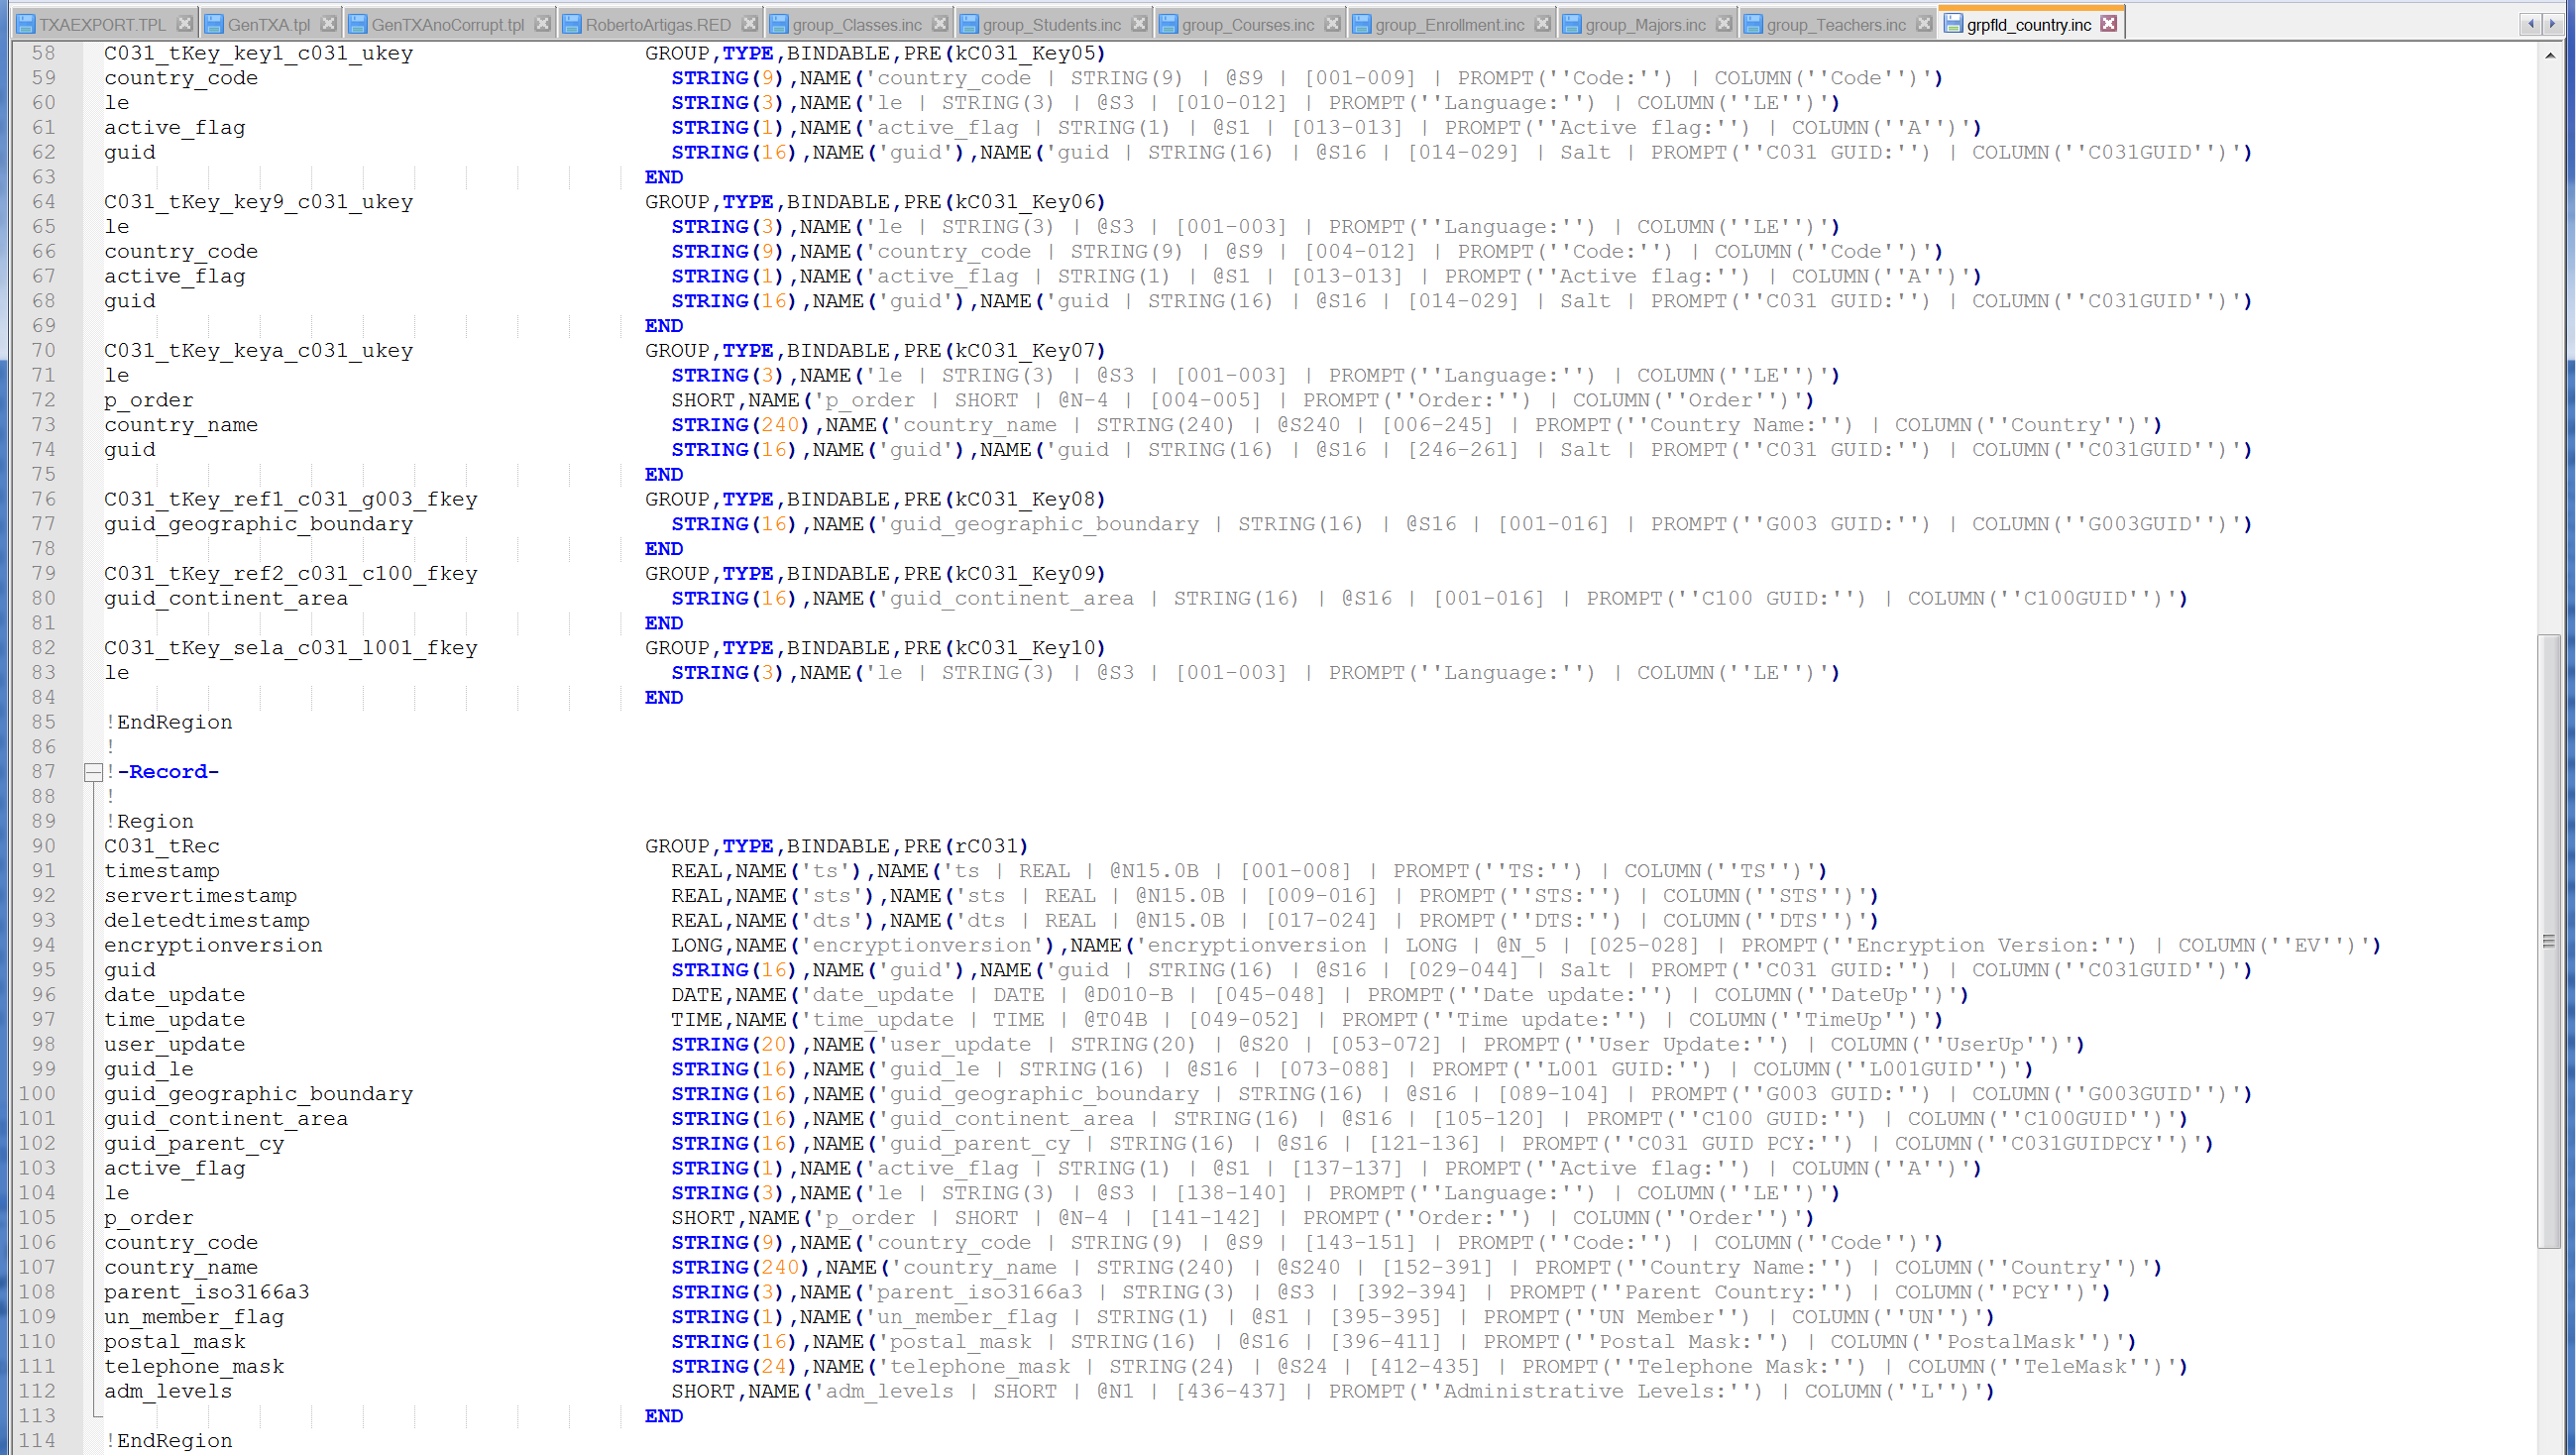 TXAEXPORT.TPL GenTXA.tpl GenTXAnoCorrupt.tpl RobertoArtigas.RED group_Classes.inc group_Students.inc group_Courses.inc group_Enrollment.inc group_Majors.inc group_Teachers.inc grpfld_country.inc
58 C031_tKey_key1_c031_ukey GROUP,TYPE,BINDABLE,PRE(kC031_Key05)
59 country_code STRING(9),NAME('country_code | STRING(9) | @S9 | [001-009] | PROMPT(''Code:'') | COLUMN(''Code'')')
60 le STRING(3),NAME('le | STRING(3) | @S3 | [010-012] | PROMPT(''Language:'') | COLUMN(''LE'')')
61 active_flag STRING(1),NAME('active_flag | STRING(1) | @S1 | [013-013] | PROMPT(''Active flag:'') | COLUMN(''A'')')
62 guid STRING(16),NAME('guid'),NAME('guid | STRING(16) | @S16 | [014-029] | Salt | PROMPT(''C031 GUID:'') | COLUMN(''C031GUID'')')
63 END
64 C031_tKey_key9_c031_ukey GROUP,TYPE,BINDABLE,PRE(kC031_Key06)
65 le STRING(3),NAME('le | STRING(3) | @S3 | [001-003] | PROMPT(''Language:'') | COLUMN(''LE'')')
66 country_code STRING(9),NAME('country_code | STRING(9) | @S9 | [004-012] | PROMPT(''Code:'') | COLUMN(''Code'')')
67 active_flag STRING(1),NAME('active_flag | STRING(1) | @S1 | [013-013] | PROMPT(''Active flag:'') | COLUMN(''A'')')
68 guid STRING(16),NAME('guid'),NAME('guid | STRING(16) | @S16 | [014-029] | Salt | PROMPT(''C031 GUID:'') | COLUMN(''C031GUID'')')
69 END
70 C031_tKey_keya_c031_ukey GROUP,TYPE,BINDABLE,PRE(kC031_Key07)
71 le STRING(3),NAME('le | STRING(3) | @S3 | [001-003] | PROMPT(''Language:'') | COLUMN(''LE'')')
72 p_order SHORT,NAME('p_order | SHORT | @N-4 | [004-005] | PROMPT(''Order:'') | COLUMN(''Order'')')
73 country_name STRING(240),NAME('country_name | STRING(240) | @S240 | [006-245] | PROMPT(''Country Name:'') | COLUMN(''Country'')')
74 guid STRING(16),NAME('guid'),NAME('guid | STRING(16) | @S16 | [246-261] | Salt | PROMPT(''C031 GUID:'') | COLUMN(''C031GUID'')')
75 END
76 C031_tKey_ref1_c031_g003_fkey GROUP,TYPE,BINDABLE,PRE(kC031_Key08)
77 guid_geographic_boundary STRING(16),NAME('guid_geographic_boundary | STRING(16) | @S16 | [001-016] | PROMPT(''G003 GUID:'') | COLUMN(''G003GUID'')')
78 END
79 C031_tKey_ref2_c031_c100_fkey GROUP,TYPE,BINDABLE,PRE(kC031_Key09)
80 guid_continent_area STRING(16),NAME('guid_continent_area | STRING(16) | @S16 | [001-016] | PROMPT(''C100 GUID:'') | COLUMN(''C100GUID'')')
81 END
82 C031_tKey_sela_c031_l001_fkey GROUP,TYPE,BINDABLE,PRE(kC031_Key10)
83 le STRING(3),NAME('le | STRING(3) | @S3 | [001-003] | PROMPT(''Language:'') | COLUMN(''LE'')')
84 END
85 !EndRegion
86 !
87 !-Record-
88 !
89 !Region
90 C031_tRec GROUP,TYPE,BINDABLE,PRE(rC031)
91 timestamp REAL,NAME('ts'),NAME('ts | REAL | @N15.0B | [001-008] | PROMPT(''TS:'') | COLUMN(''TS'')')
92 servertimestamp REAL,NAME('sts'),NAME('sts | REAL | @N15.0B | [009-016] | PROMPT(''STS:'') | COLUMN(''STS'')')
93 deletedtimestamp REAL,NAME('dts'),NAME('dts | REAL | @N15.0B | [017-024] | PROMPT(''DTS:'') | COLUMN(''DTS'')')
94 encryptionversion LONG,NAME('encryptionversion'),NAME('encryptionversion | LONG | @N_5 | [025-028] | PROMPT(''Encryption Version:'') | COLUMN(''EV'')')
95 guid STRING(16),NAME('guid'),NAME('guid | STRING(16) | @S16 | [029-044] | Salt | PROMPT(''C031 GUID:'') | COLUMN(''C031GUID'')')
96 date_update DATE,NAME('date_update | DATE | @D010-B | [045-048] | PROMPT(''Date update:'') | COLUMN(''DateUp'')')
97 time_update TIME,NAME('time_update | TIME | @T04B | [049-052] | PROMPT(''Time update:'') | COLUMN(''TimeUp'')')
98 user_update STRING(20),NAME('user_update | STRING(20) | @S20 | [053-072] | PROMPT(''User Update:'') | COLUMN(''UserUp'')')
99 guid_le STRING(16),NAME('guid_le | STRING(16) | @S16 | [073-088] | PROMPT(''L001 GUID:'') | COLUMN(''L001GUID'')')
100 guid_geographic_boundary STRING(16),NAME('guid_geographic_boundary | STRING(16) | @S16 | [089-104] | PROMPT(''G003 GUID:'') | COLUMN(''G003GUID'')')
101 guid_continent_area STRING(16),NAME('guid_continent_area | STRING(16) | @S16 | [105-120] | PROMPT(''C100 GUID:'') | COLUMN(''C100GUID'')')
102 guid_parent_cy STRING(16),NAME('guid_parent_cy | STRING(16) | @S16 | [121-136] | PROMPT(''C031 GUID PCY:'') | COLUMN(''C031GUIDPCY'')')
103 active_flag STRING(1),NAME('active_flag | STRING(1) | @S1 | [137-137] | PROMPT(''Active flag:'') | COLUMN(''A'')')
104 le STRING(3),NAME('le | STRING(3) | @S3 | [138-140] | PROMPT(''Language:'') | COLUMN(''LE'')')
105 p_order SHORT,NAME('p_order | SHORT | @N-4 | [141-142] | PROMPT(''Order:'') | COLUMN(''Order'')')
106 country_code STRING(9),NAME('country_code | STRING(9) | @S9 | [143-151] | PROMPT(''Code:'') | COLUMN(''Code'')')
107 country_name STRING(240),NAME('country_name | STRING(240) | @S240 | [152-391] | PROMPT(''Country Name:'') | COLUMN(''Country'')')
108 parent_iso3166a3 STRING(3),NAME('parent_iso3166a3 | STRING(3) | @S3 | [392-394] | PROMPT(''Parent Country:'') | COLUMN(''PCY'')')
109 un_member_flag STRING(1),NAME('un_member_flag | STRING(1) | @S1 | [395-395] | PROMPT(''UN Member'') | COLUMN(''UN'')')
110 postal_mask STRING(16),NAME('postal_mask | STRING(16) | @S16 | [396-411] | PROMPT(''Postal Mask:'') | COLUMN(''PostalMask'')')
111 telephone_mask STRING(24),NAME('telephone_mask | STRING(24) | @S24 | [412-435] | PROMPT(''Telephone Mask:'') | COLUMN(''TeleMask'')')
112 adm_levels SHORT,NAME('adm_levels | SHORT | @N1 | [436-437] | PROMPT(''Administrative Levels:'') | COLUMN(''L'')')
113 END
114 !EndRegion